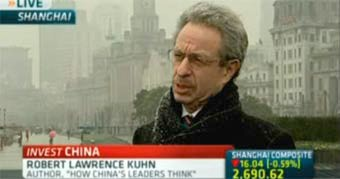 LIVE
SHANGHAI
INVEST CHINA
ROBERT LAWRENCE KUHN
AUTHOR, "HOW CHINA'S LEADERS THINK"
SHANGHAI COMPOSITE
▼16.04 (-0.59%)
2,690.62